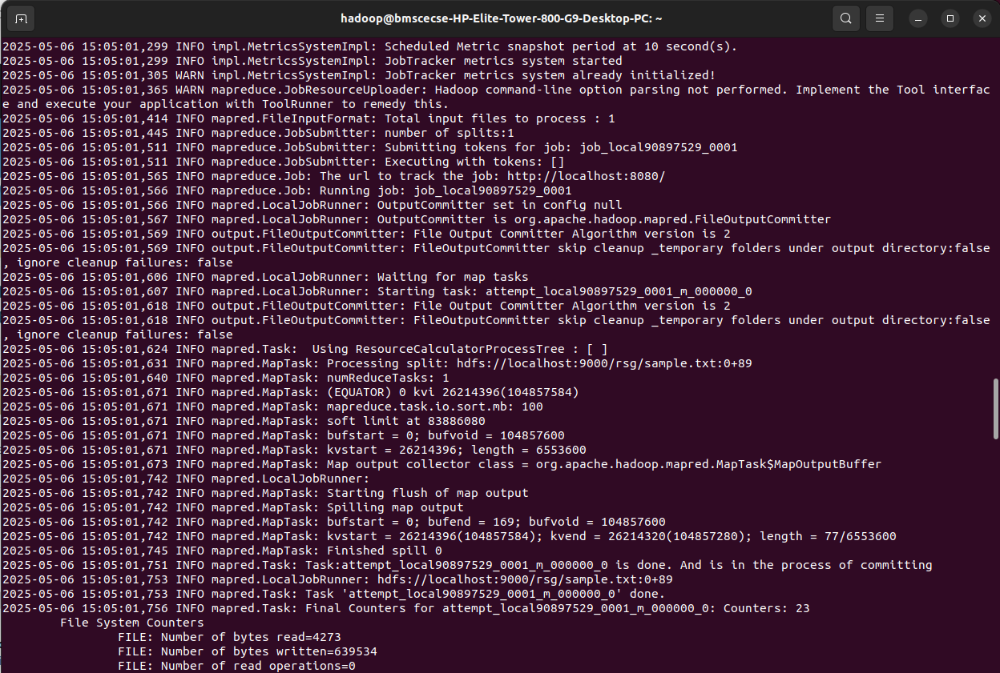 hadoop@bmscecse-HP-Elite-Tower-800-G9-Desktop-PC: ~
2025-05-06 15:05:01,299 INFO impl.MetricsSystemImpl: Scheduled Metric snapshot period at 10 second(s).
2025-05-06 15:05:01,299 INFO impl.MetricsSystemImpl: JobTracker metrics system started
2025-05-06 15:05:01,305 WARN impl.MetricsSystemImpl: JobTracker metrics system already initialized!
2025-05-06 15:05:01,365 WARN mapreduce.JobResourceUploader: Hadoop command-line option parsing not performed. Implement the Tool interfac
e and execute your application with ToolRunner to remedy this.
2025-05-06 15:05:01,414 INFO mapred.FileInputFormat: Total input files to process : 1
2025-05-06 15:05:01,445 INFO mapreduce.JobSubmitter: number of splits:1
2025-05-06 15:05:01,511 INFO mapreduce.JobSubmitter: Submitting tokens for job: job_local90897529_0001
2025-05-06 15:05:01,511 INFO mapreduce.JobSubmitter: Executing with tokens: []
2025-05-06 15:05:01,565 INFO mapreduce.Job: The url to track the job: http://localhost:8080/
2025-05-06 15:05:01,566 INFO mapreduce.Job: Running job: job_local90897529_0001
2025-05-06 15:05:01,566 INFO mapred.LocalJobRunner: OutputCommitter set in config null
2025-05-06 15:05:01,567 INFO mapred.LocalJobRunner: OutputCommitter is org.apache.hadoop.mapred.FileOutputCommitter
2025-05-06 15:05:01,569 INFO output.FileOutputCommitter: File Output Committer Algorithm version is 2
2025-05-06 15:05:01,569 INFO output.FileOutputCommitter: FileOutputCommitter skip cleanup _temporary folders under output directory:false
, ignore cleanup failures: false
2025-05-06 15:05:01,606 INFO mapred.LocalJobRunner: Waiting for map tasks
2025-05-06 15:05:01,607 INFO mapred.LocalJobRunner: Starting task: attempt_local90897529_0001_m_000000_0
2025-05-06 15:05:01,618 INFO output.FileOutputCommitter: File Output Committer Algorithm version is 2
2025-05-06 15:05:01,618 INFO output.FileOutputCommitter: FileOutputCommitter skip cleanup _temporary folders under output directory:false
, ignore cleanup failures: false
2025-05-06 15:05:01,624 INFO mapred.Task:  Using ResourceCalculatorProcessTree : [ ]
2025-05-06 15:05:01,631 INFO mapred.MapTask: Processing split: hdfs://localhost:9000/rsg/sample.txt:0+89
2025-05-06 15:05:01,640 INFO mapred.MapTask: numReduceTasks: 1
2025-05-06 15:05:01,671 INFO mapred.MapTask: (EQUATOR) 0 kvi 26214396(104857584)
2025-05-06 15:05:01,671 INFO mapred.MapTask: mapreduce.task.io.sort.mb: 100
2025-05-06 15:05:01,671 INFO mapred.MapTask: soft limit at 83886080
2025-05-06 15:05:01,671 INFO mapred.MapTask: bufstart = 0; bufvoid = 104857600
2025-05-06 15:05:01,671 INFO mapred.MapTask: kvstart = 26214396; length = 6553600
2025-05-06 15:05:01,673 INFO mapred.MapTask: Map output collector class = org.apache.hadoop.mapred.MapTask$MapOutputBuffer
2025-05-06 15:05:01,742 INFO mapred.LocalJobRunner:
2025-05-06 15:05:01,742 INFO mapred.MapTask: Starting flush of map output
2025-05-06 15:05:01,742 INFO mapred.MapTask: Spilling map output
2025-05-06 15:05:01,742 INFO mapred.MapTask: bufstart = 0; bufend = 169; bufvoid = 104857600
2025-05-06 15:05:01,742 INFO mapred.MapTask: kvstart = 26214396(104857584); kvend = 26214320(104857280); length = 77/6553600
2025-05-06 15:05:01,745 INFO mapred.MapTask: Finished spill 0
2025-05-06 15:05:01,751 INFO mapred.Task: Task:attempt_local90897529_0001_m_000000_0 is done. And is in the process of committing
2025-05-06 15:05:01,753 INFO mapred.LocalJobRunner: hdfs://localhost:9000/rsg/sample.txt:0+89
2025-05-06 15:05:01,753 INFO mapred.Task: Task 'attempt_local90897529_0001_m_000000_0' done.
2025-05-06 15:05:01,756 INFO mapred.Task: Final Counters for attempt_local90897529_0001_m_000000_0: Counters: 23
File System Counters
FILE: Number of bytes read=4273
FILE: Number of bytes written=639534
FILE: Number of read operations=0